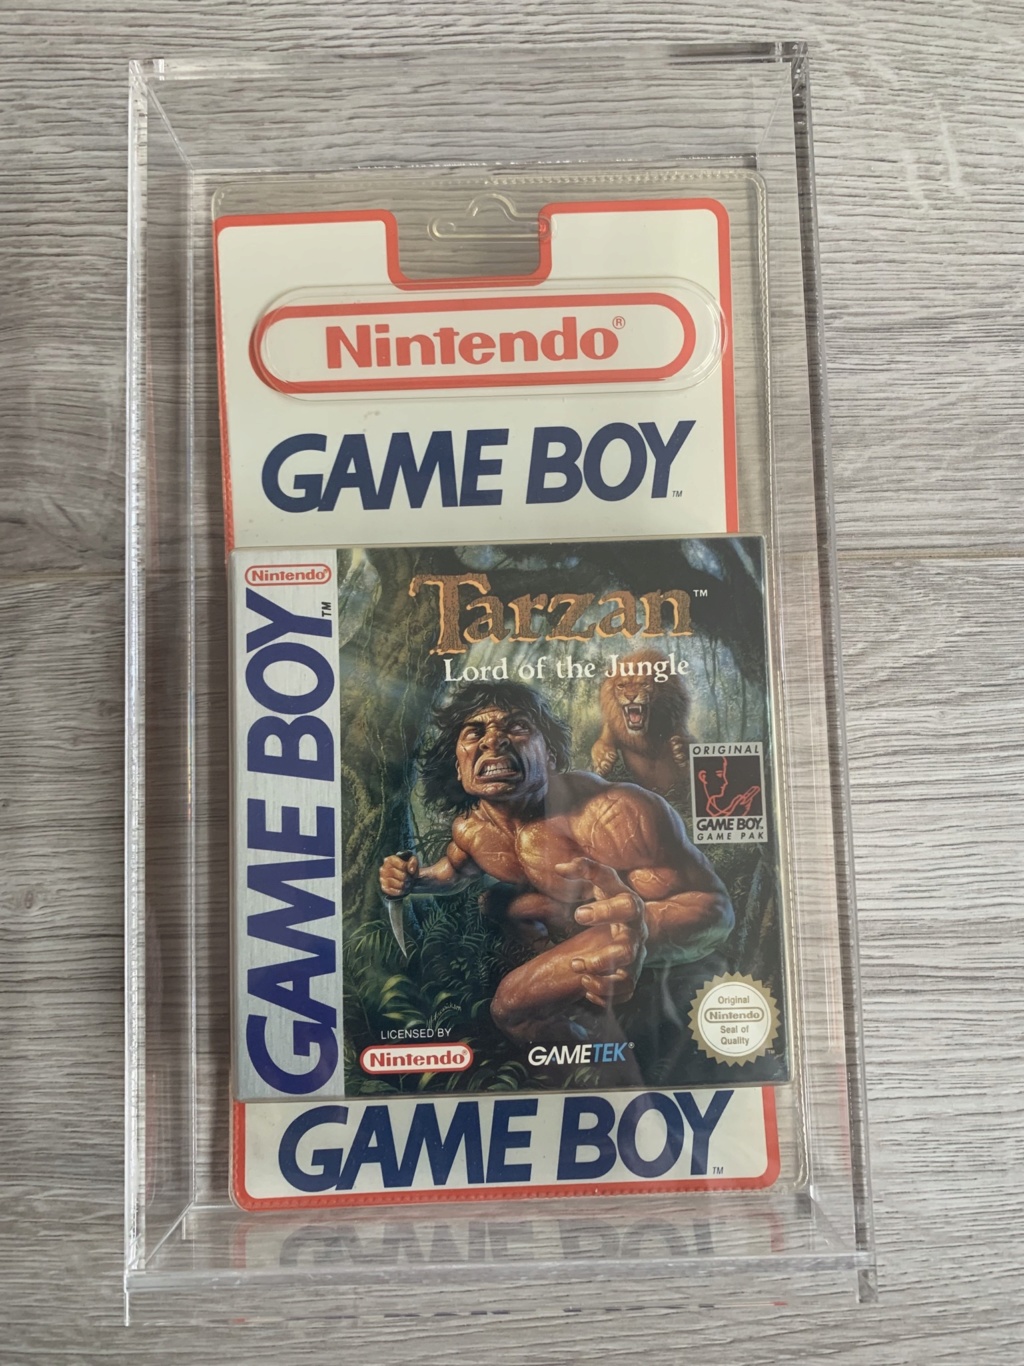 Nintendo®
GAME BOY™
Nintendo
GAME BOY™
Tarzan™
Lord of the Jungle
ORIGINAL
GAME BOY
GAME PAK
LICENSED BY
Nintendo®
GAMETEK®
Original
Nintendo
Seal of
Quality
™
GAME BOY™